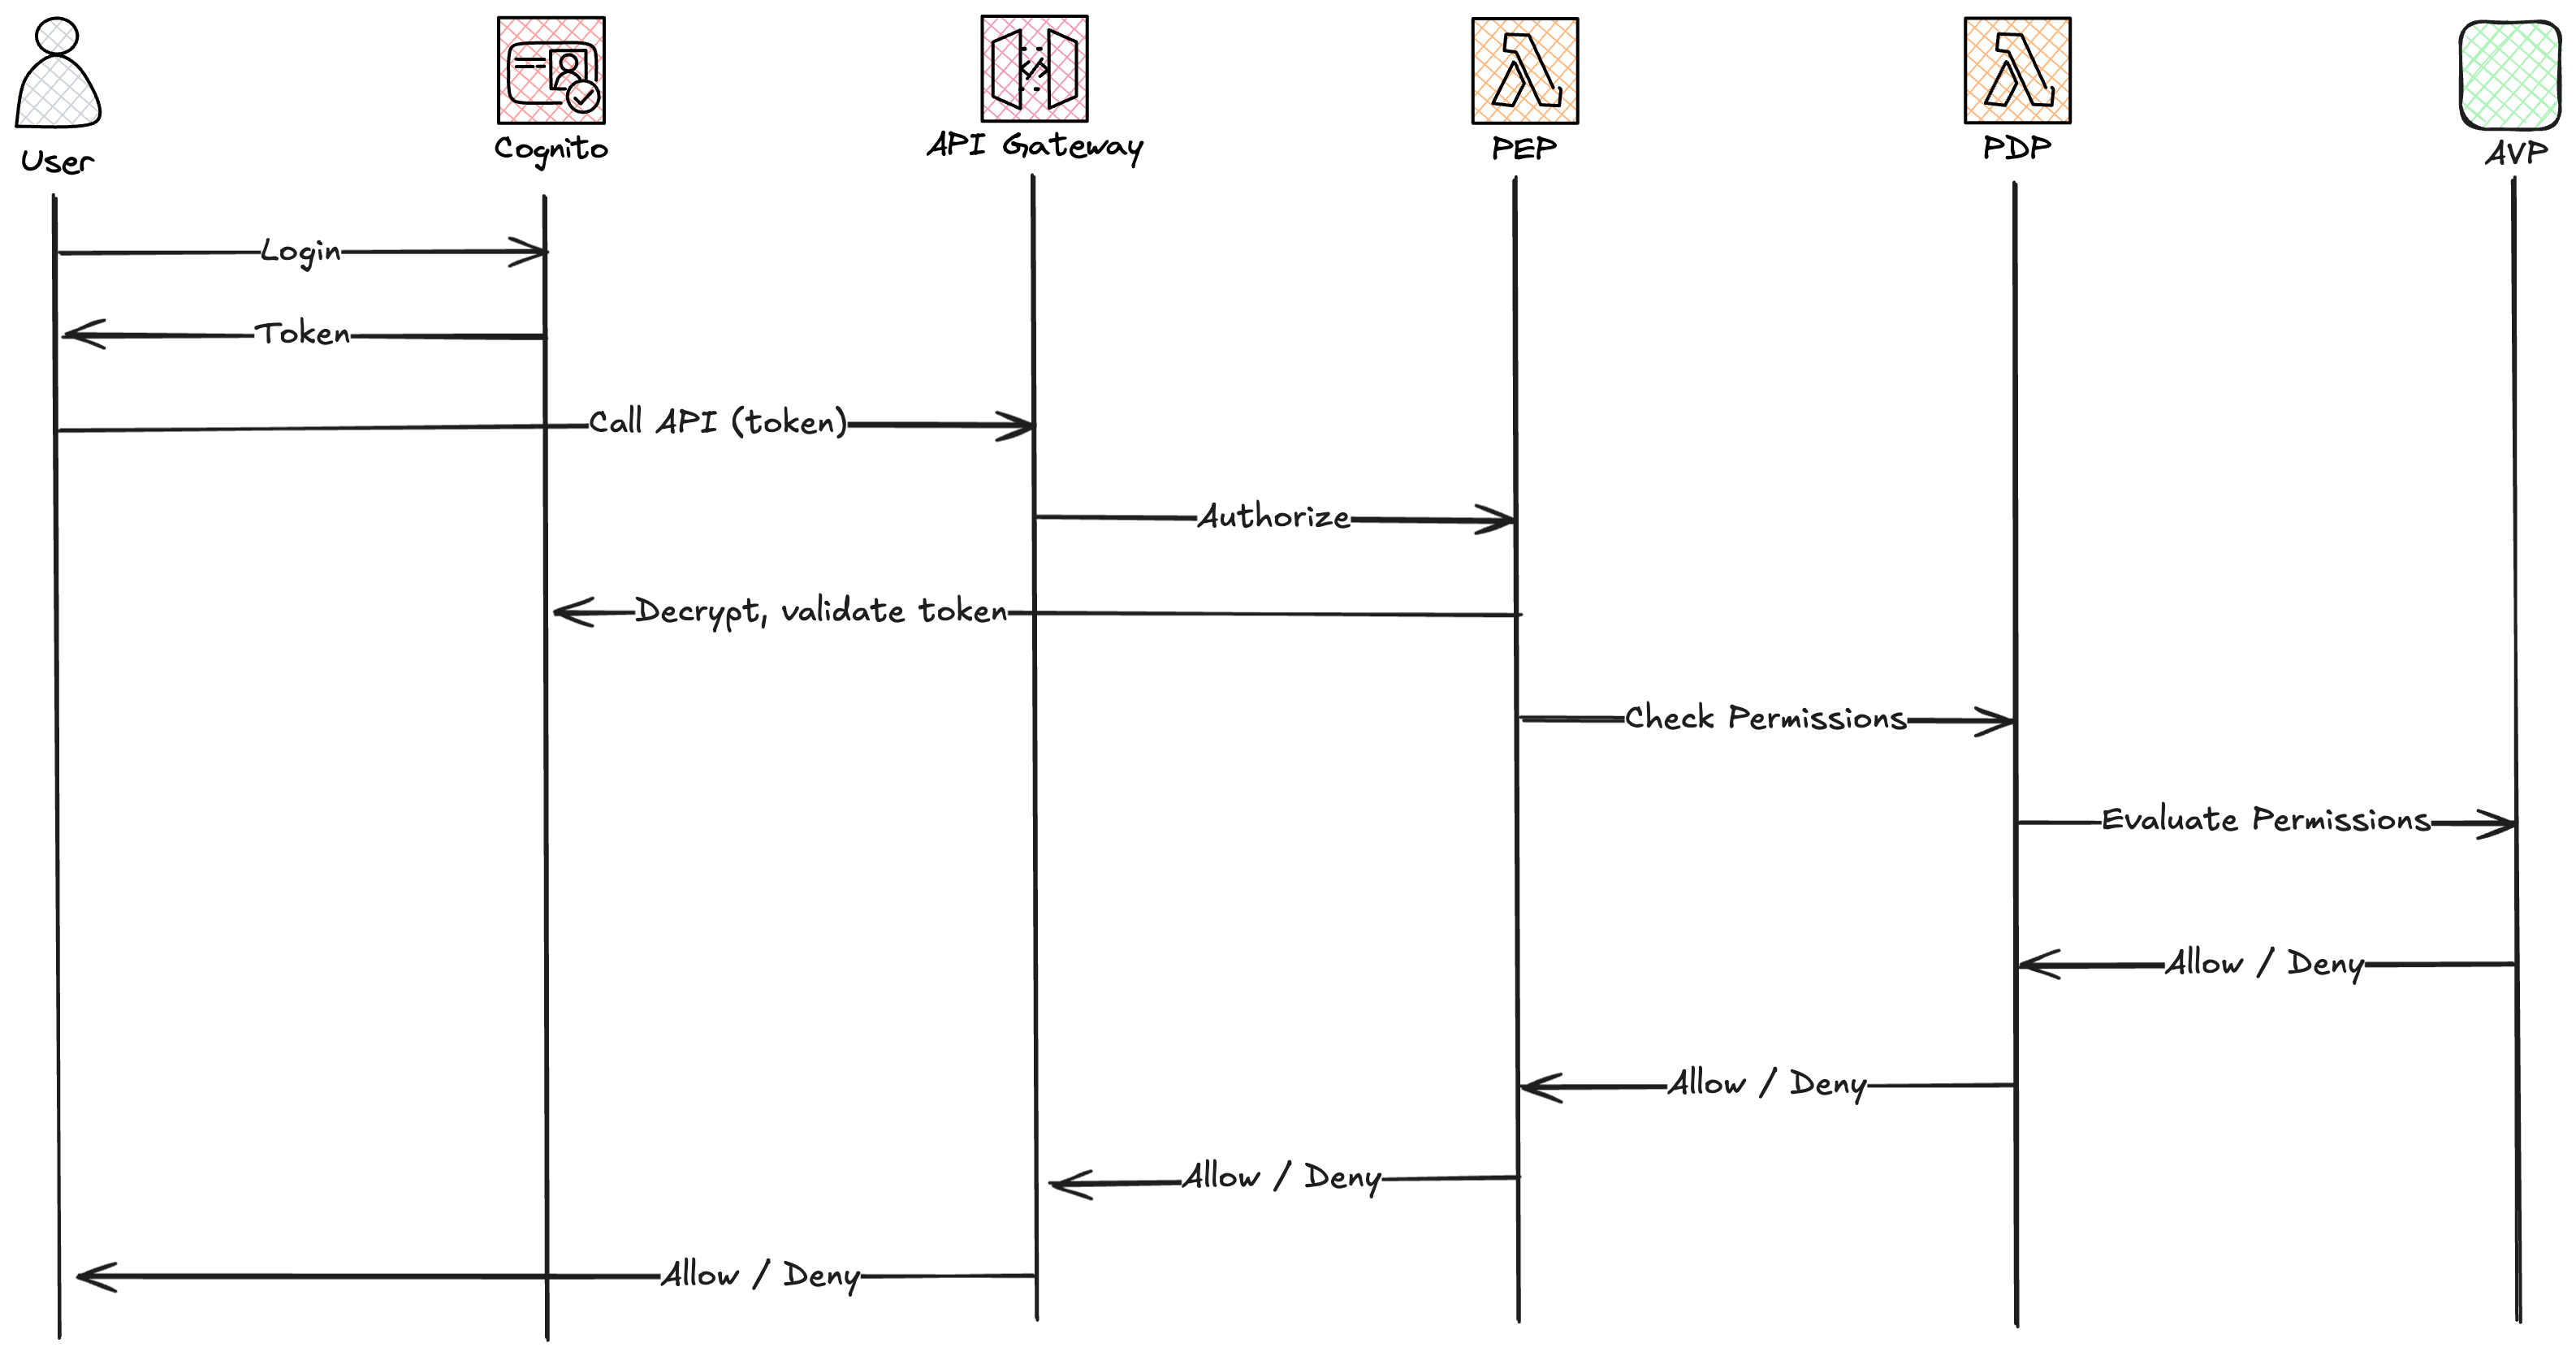 User
Cognito
API Gateway
PEP
PDP
AVP
Login
Token
Call API (token)
Authorize
Decrypt, validate token
Check Permissions
Evaluate Permissions
Allow / Deny
Allow / Deny
Allow / Deny
Allow / Deny